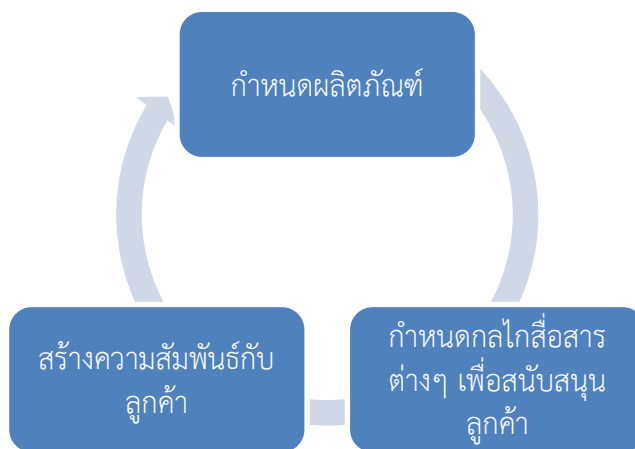 กำหนดผลิตภัณฑ์
กำหนดกลไกสื่อสาร
ต่างๆ เพื่อสนับสนุน
ลูกค้า
สร้างความสัมพันธ์กับ
ลูกค้า